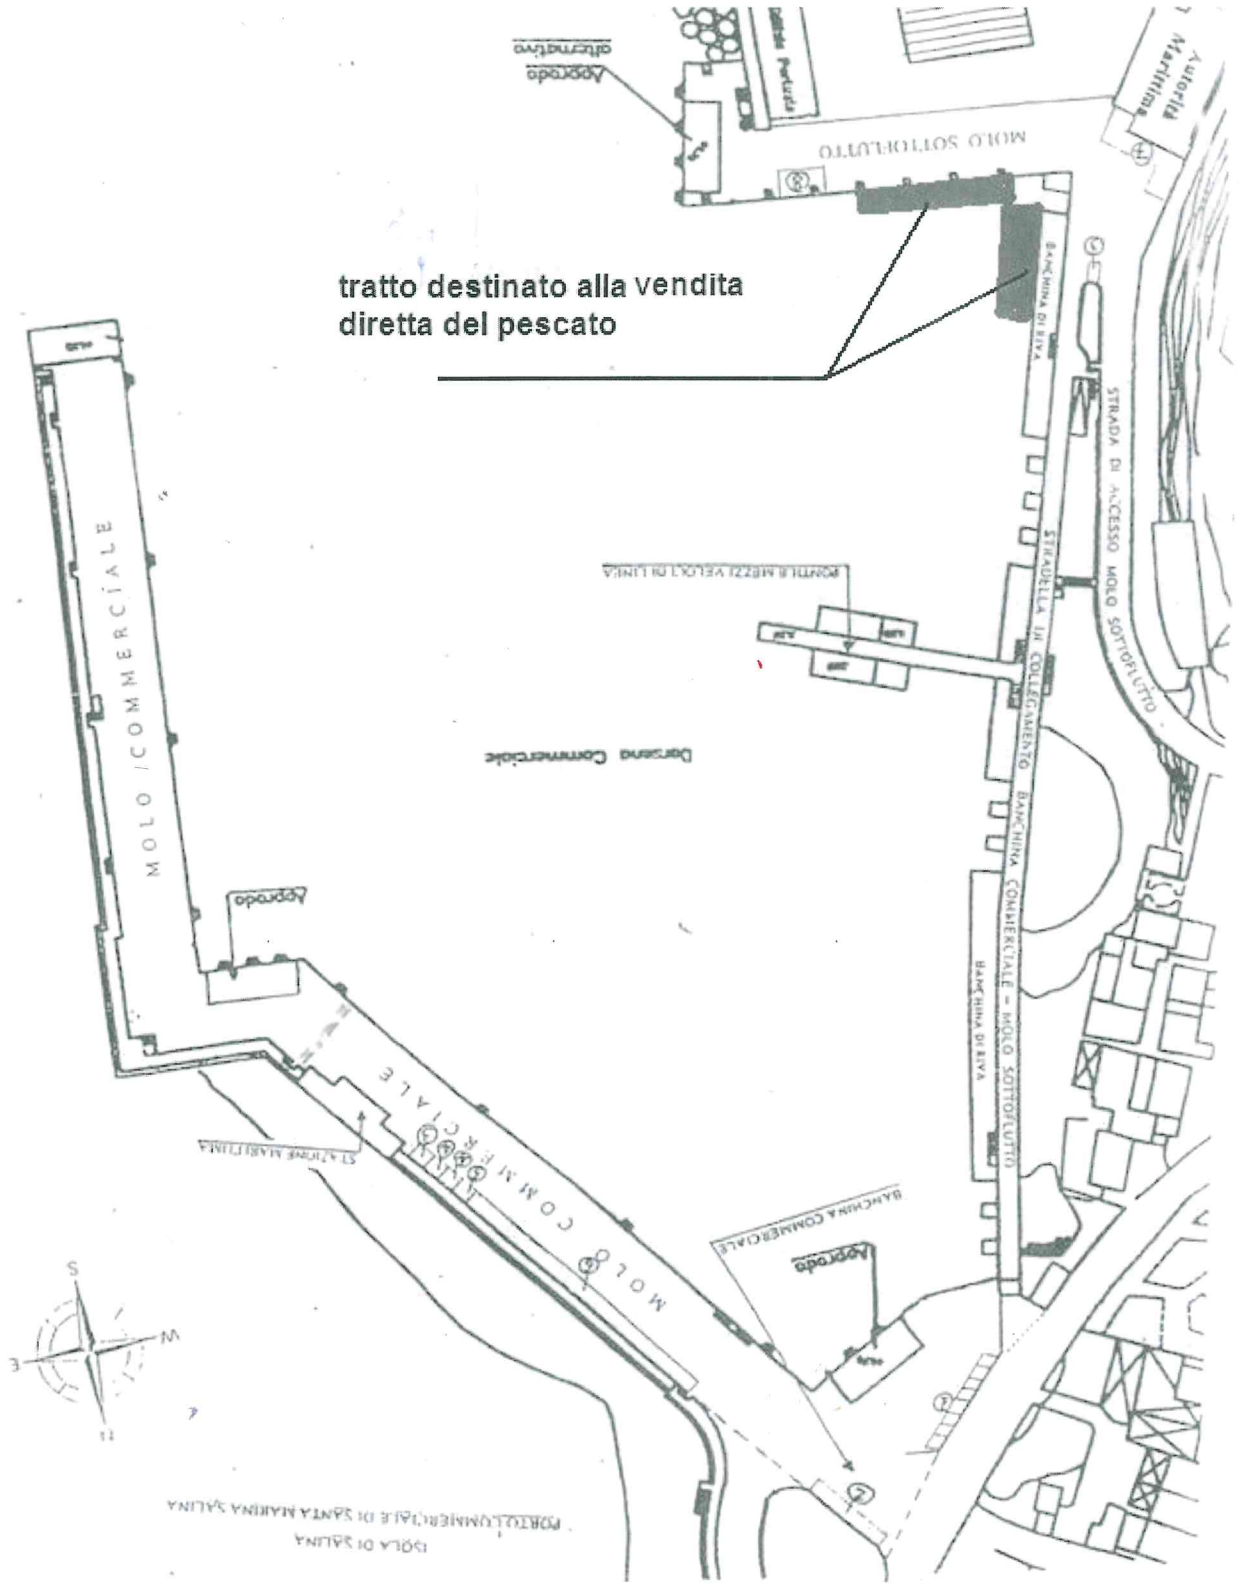 Approdo
alternativo
Autorità
Marittima
MOLO SOTTOFLUTTO
tratto destinato alla vendita
diretta del pescato
BANCHINA DI RIVA
STRADA DI ACCESSO MOLO SOTTOFLUTTO
STRADELLA DI COLLEGAMENTO BANCHINA COMMERCIALE - MOLO SOTTOFLUTTO
PONTILE MEZZI VELOCI DI LINEA
MOLO COMMERCIALE
Darsena Commerciale
Approdo
BANCHINA DI RIVA
MOLO COMMERCIALE
STAZIONE MARITTIMA
BANCHINA COMMERCIALE
Approdo
S
W
E
ISOLA DI SALINA
PORTO COMMERCIALE DI SANTA MARINA SALINA